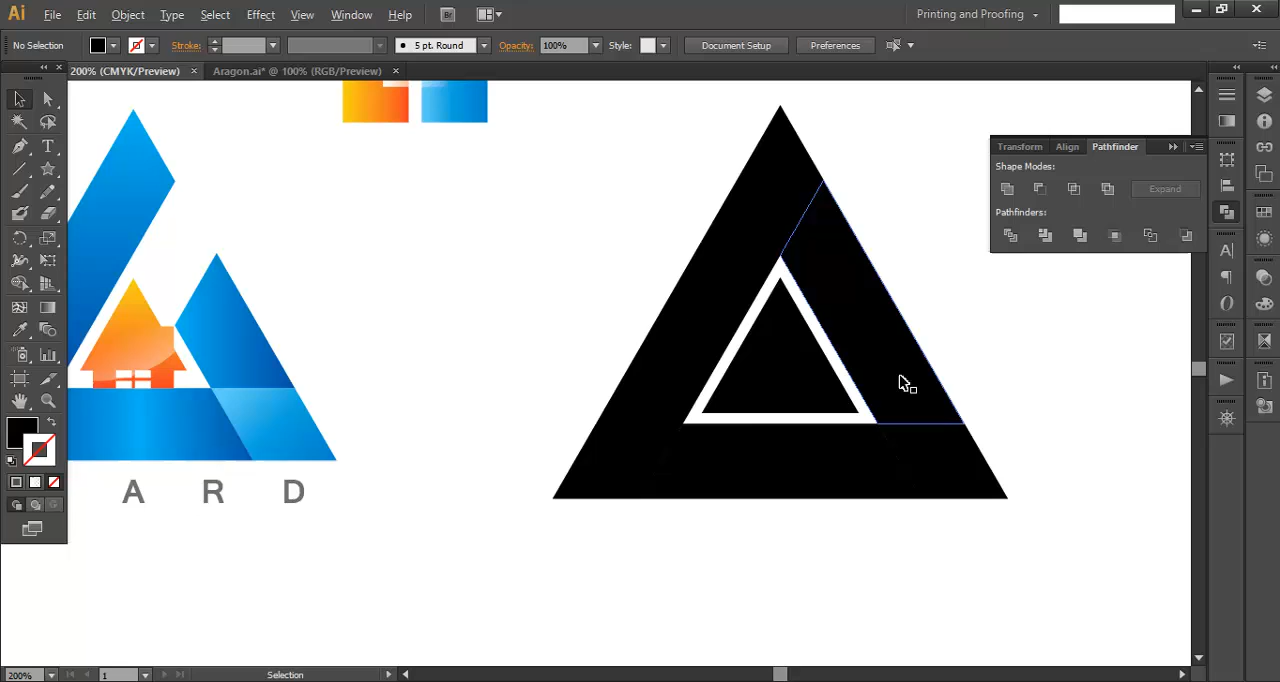 Ai File Edit Object Type Select Effect View Window Help Br Printing and Proofing
No Selection Stroke: 5 pt. Round Opacity: 100% Style: Document Setup Preferences
200% (CMYK/Preview) × Aragon.ai* @ 100% (RGB/Preview) ×
Transform Align Pathfinder
Shape Modes:
Expand
Pathfinders:
A R D
200% 1 Selection